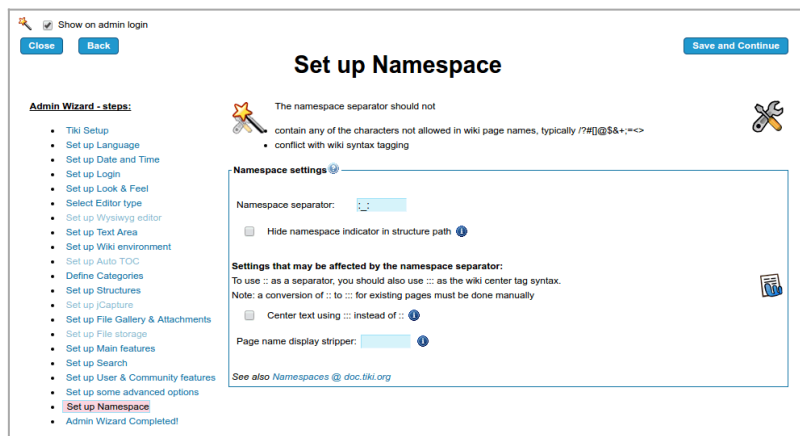 Show on admin login
Close
Back
Save and Continue
Set up Namespace
Admin Wizard - steps:
Tiki Setup
Set up Language
Set up Date and Time
Set up Login
Set up Look & Feel
Select Editor type
Set up Wysiwyg editor
Set up Text Area
Set up Wiki environment
Set up Auto TOC
Define Categories
Set up Structures
Set up jCapture
Set up File Gallery & Attachments
Set up File storage
Set up Main features
Set up Search
Set up User & Community features
Set up some advanced options
Set up Namespace
Admin Wizard Completed!
The namespace separator should not
contain any of the characters not allowed in wiki page names, typically /?#[]@$&+;=<>
conflict with wiki syntax tagging
Namespace settings
Namespace separator: :_:
Hide namespace indicator in structure path
Settings that may be affected by the namespace separator:
To use :: as a separator, you should also use ::: as the wiki center tag syntax.
Note: a conversion of :: to ::: for existing pages must be done manually
Center text using ::: instead of ::
Page name display stripper:
See also Namespaces @ doc.tiki.org